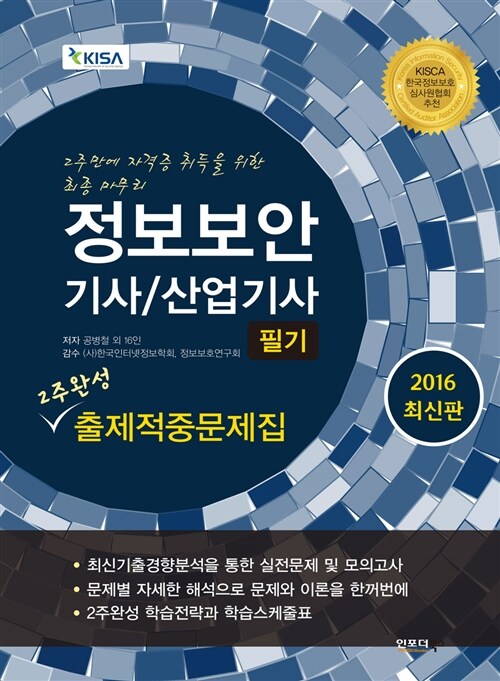 KISA
KISCA
한국정보보호
심사원협회
추천
2주만에 자격증 취득을 위한
최종 마무리
정보보안
기사/산업기사
필기
저자 공병철 외 16인
감수 (사)한국인터넷정보학회, 정보보호연구회
2016
최신판
2주완성
출제적중문제집
• 최신기출경향분석을 통한 실전문제 및 모의고사
• 문제별 자세한 해석으로 문제와 이론을 한꺼번에
• 2주완성 학습전략과 학습스케줄표
인포더북